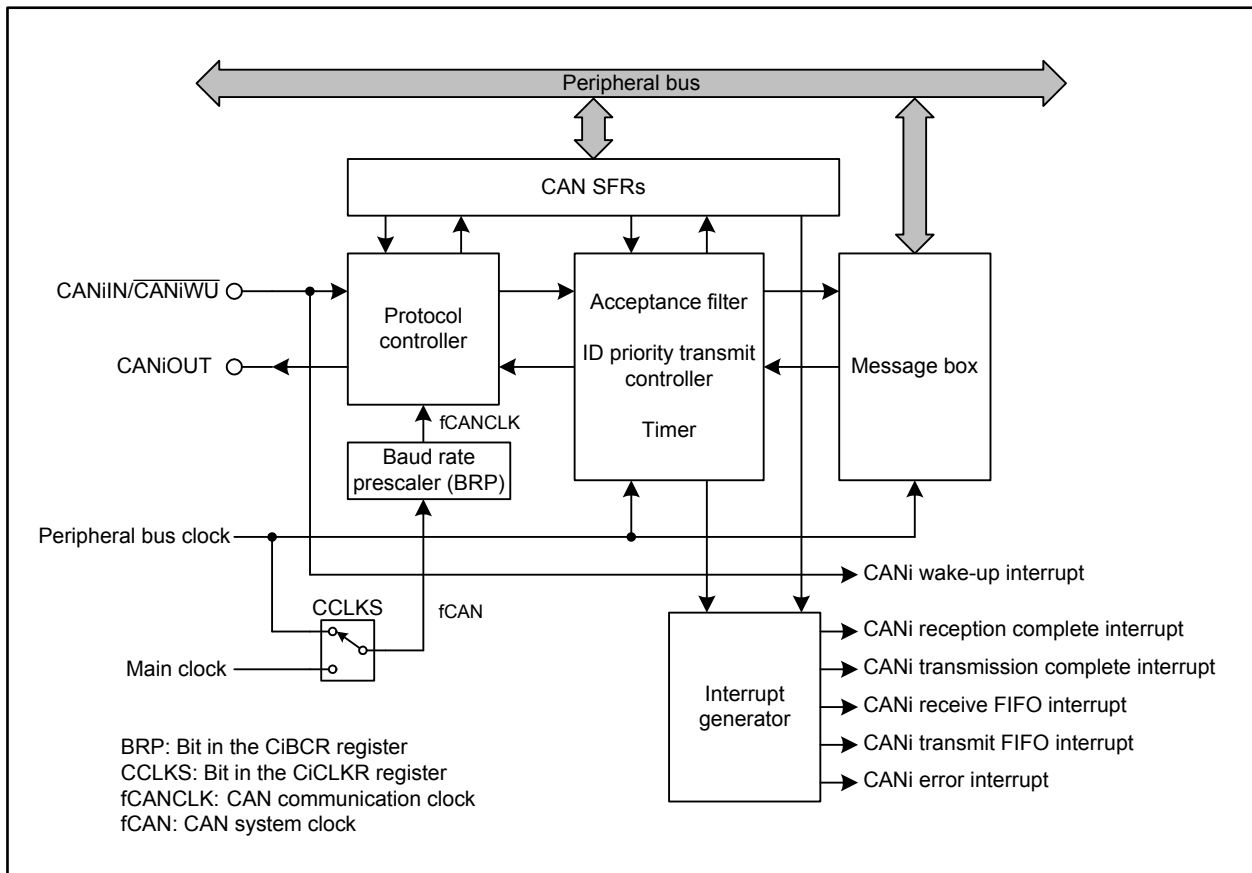 Peripheral bus
CAN SFRs
CANiIN/CANiWU
CANiOUT
Protocol
controller
Acceptance filter
ID priority transmit
controller
Timer
Message box
fCANCLK
Baud rate
prescaler (BRP)
Peripheral bus clock
CCLKS
fCAN
Main clock
CANi wake-up interrupt
Interrupt
generator
CANi reception complete interrupt
CANi transmission complete interrupt
CANi receive FIFO interrupt
CANi transmit FIFO interrupt
CANi error interrupt
BRP: Bit in the CiBCR register
CCLKS: Bit in the CiCLKR register
fCANCLK: CAN communication clock
fCAN: CAN system clock